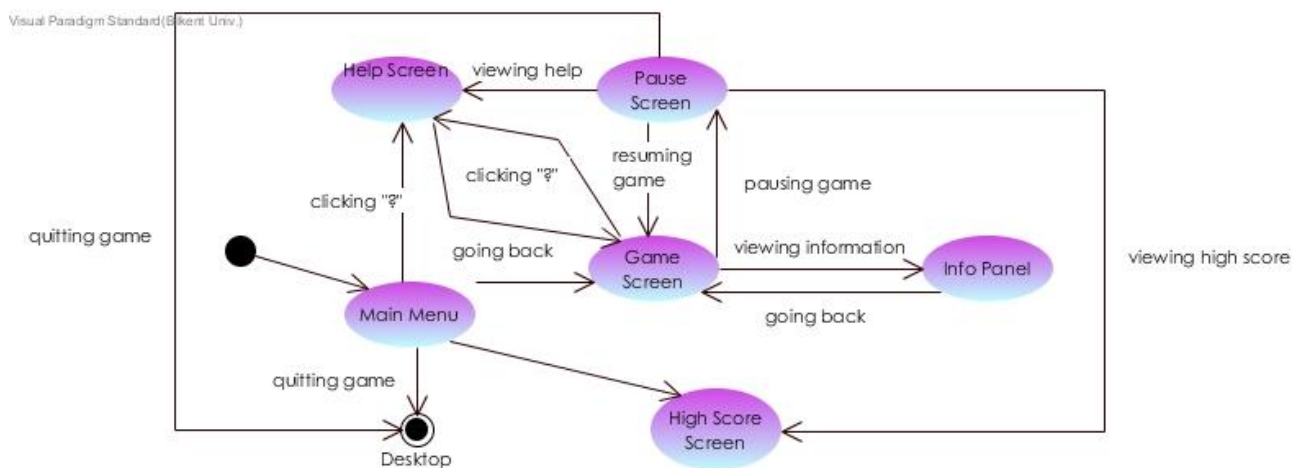 Visual Paradigm Standard(Bilkent Univ.)
Help Screen
viewing help
Pause
Screen
resuming
game
clicking "?"
pausing game
clicking "?"
quitting game
going back
Game
Screen
viewing information
Info Panel
viewing high score
Main Menu
going back
quitting game
High Score
Screen
Desktop